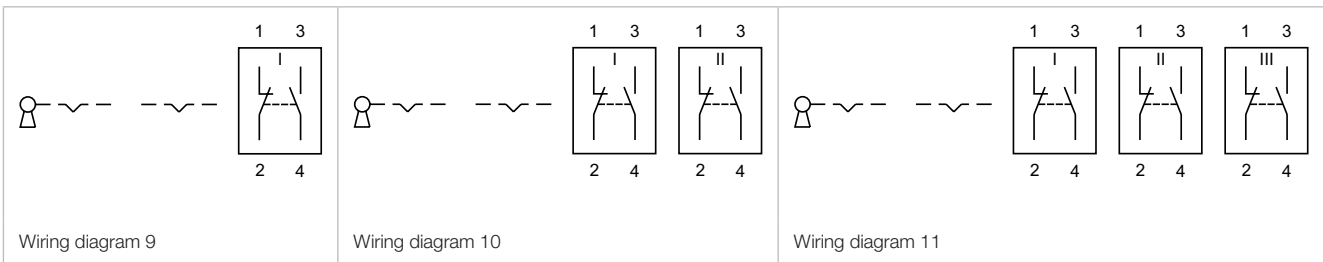 1 3
I
2 4
Wiring diagram 9
1 3 1 3
I II
2 4 2 4
Wiring diagram 10
1 3 1 3 1 3
I II III
2 4 2 4 2 4
Wiring diagram 11